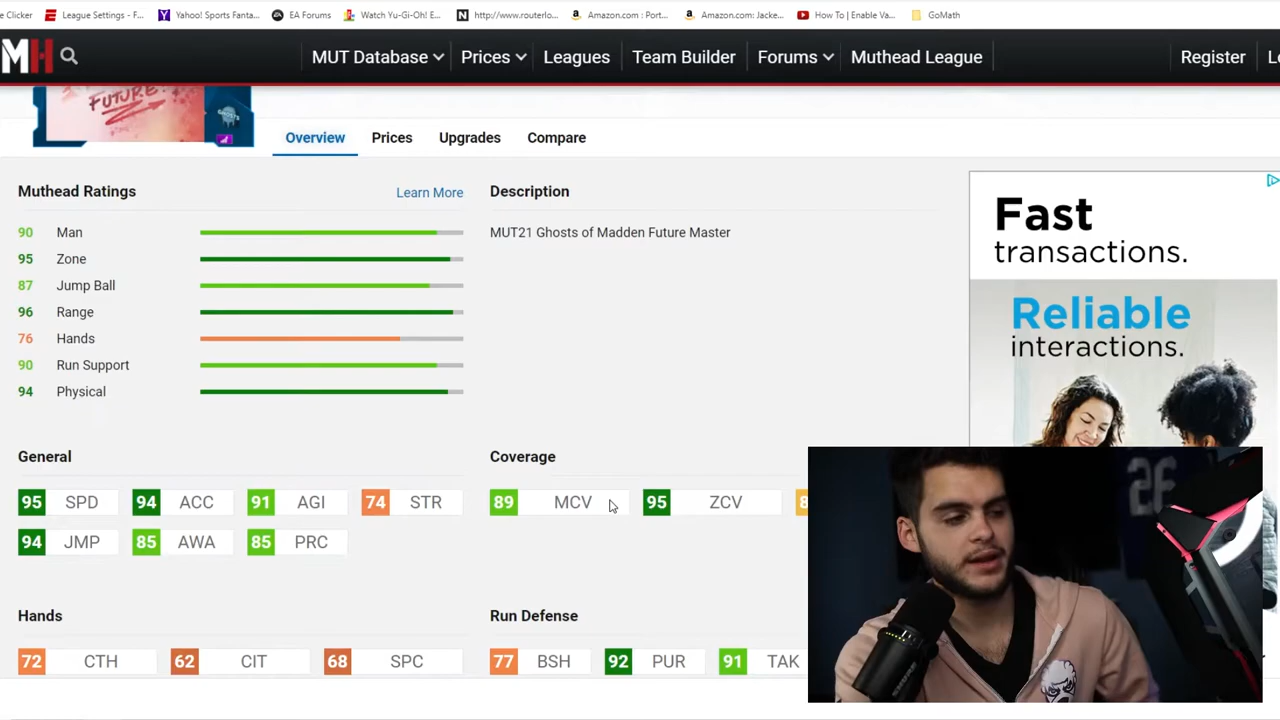 e Clicker League Settings - F... Yahoo! Sports Fanta... EA Forums Watch Yu-Gi-Oh! E... http://www.routerlo... Amazon.com : Port... Amazon.com: Jacke... How To | Enable Va... GoMath
MH MUT Database Prices Leagues Team Builder Forums Muthead League Register
FUTURE!
GHOSTS
Overview Prices Upgrades Compare
Muthead Ratings Learn More
90 Man
95 Zone
87 Jump Ball
96 Range
76 Hands
90 Run Support
94 Physical
Description
MUT21 Ghosts of Madden Future Master
Fast
transactions.
Reliable
interactions.
General
95 SPD 94 ACC 91 AGI 74 STR
94 JMP 85 AWA 85 PRC
Coverage
89 MCV 95 ZCV
Hands
72 CTH 62 CIT 68 SPC
Run Defense
77 BSH 92 PUR 91 TAK
26
SHURE